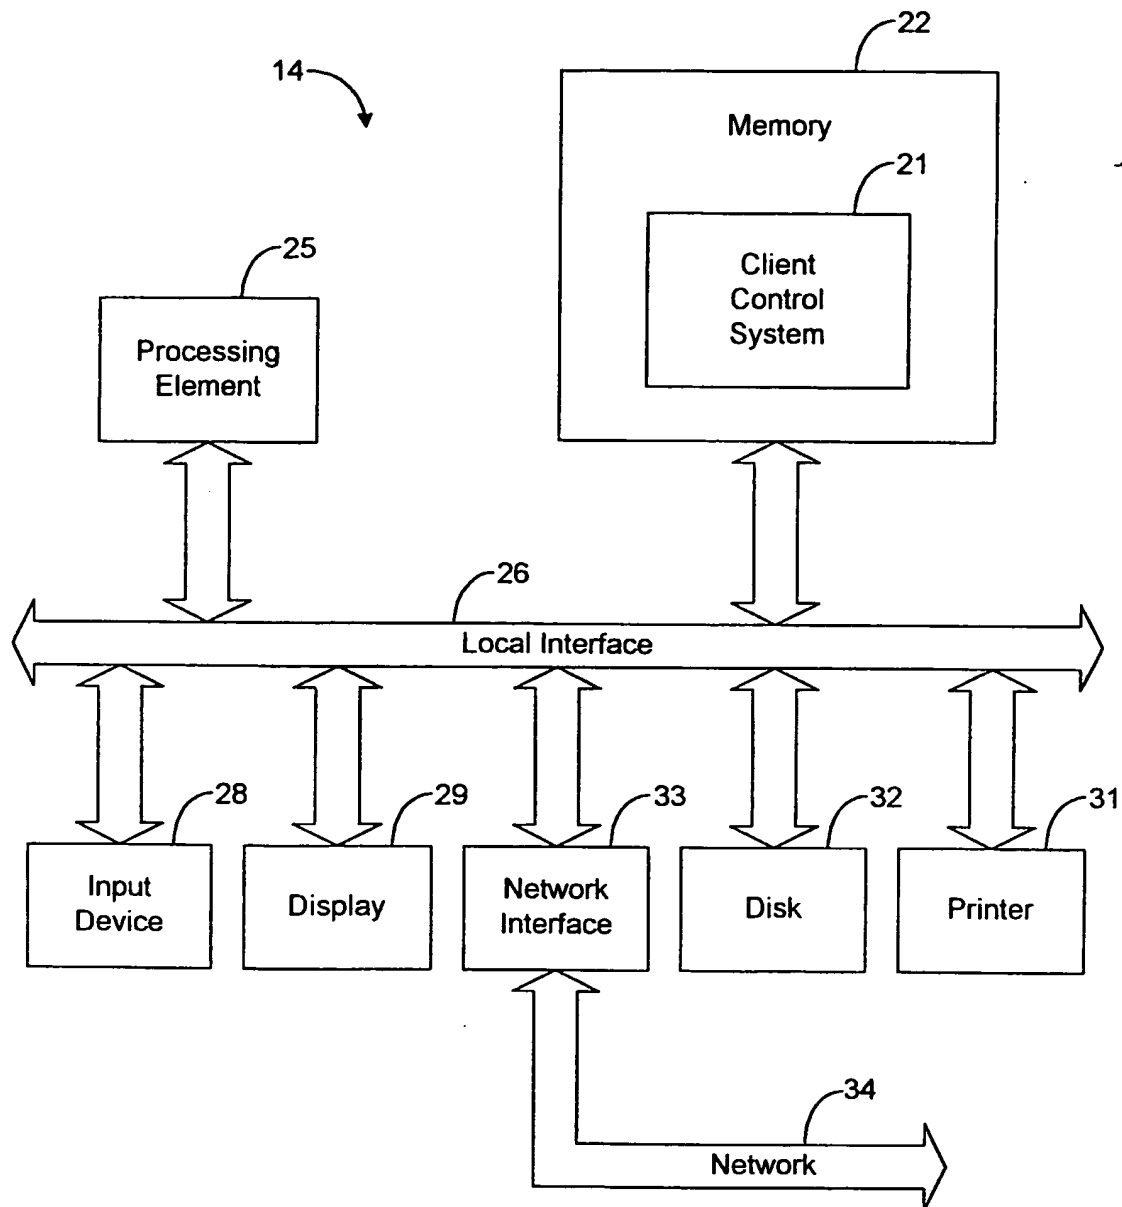 22
14
Memory
21
Client
Control
System
25
Processing
Element
26
Local Interface
28
29
33
32
31
Input
Device
Display
Network
Interface
Disk
Printer
34
Network